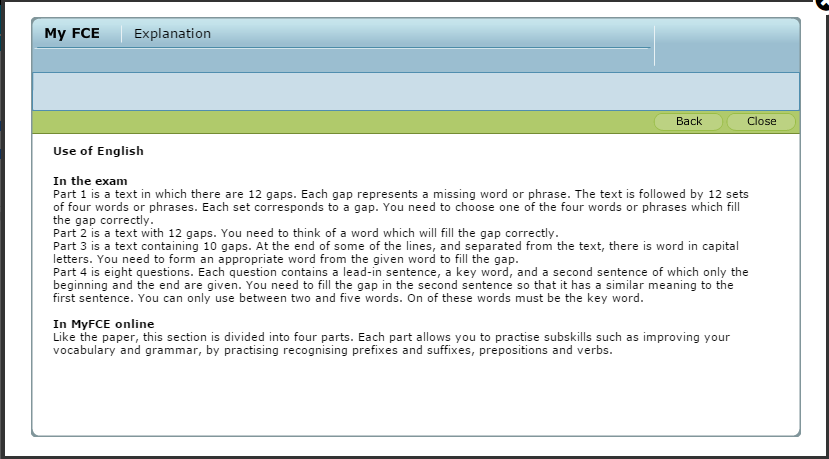 My FCE Explanation
Back Close
Use of English
In the exam
Part 1 is a text in which there are 12 gaps. Each gap represents a missing word or phrase. The text is followed by 12 sets
of four words or phrases. Each set corresponds to a gap. You need to choose one of the four words or phrases which fill
the gap correctly.
Part 2 is a text with 12 gaps. You need to think of a word which will fill the gap correctly.
Part 3 is a text containing 10 gaps. At the end of some of the lines, and separated from the text, there is word in capital
letters. You need to form an appropriate word from the given word to fill the gap.
Part 4 is eight questions. Each question contains a lead-in sentence, a key word, and a second sentence of which only the
beginning and the end are given. You need to fill the gap in the second sentence so that it has a similar meaning to the
first sentence. You can only use between two and five words. On of these words must be the key word.
In MyFCE online
Like the paper, this section is divided into four parts. Each part allows you to practise subskills such as improving your
vocabulary and grammar, by practising recognising prefixes and suffixes, prepositions and verbs.